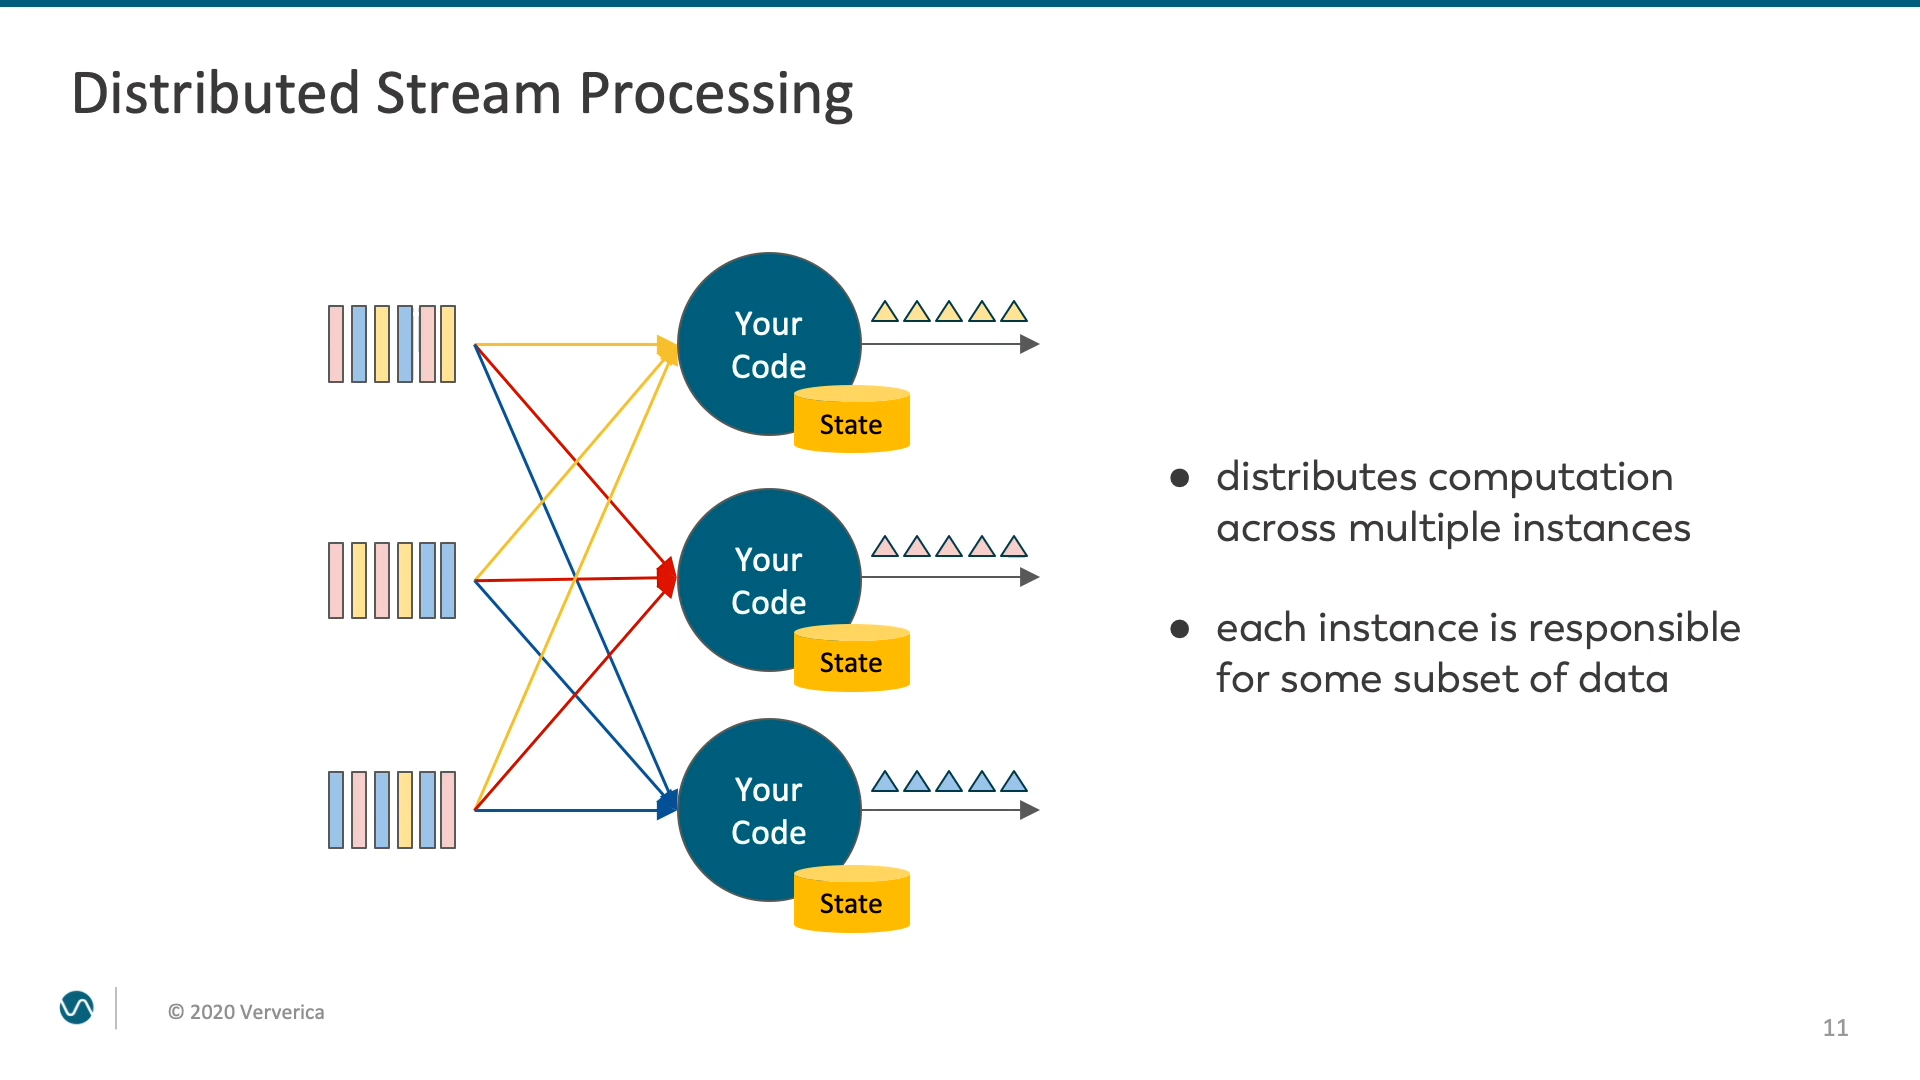 Distributed Stream Processing
Your
Code
State
Your
Code
State
Your
Code
State
● distributes computation
across multiple instances
● each instance is responsible
for some subset of data
© 2020 Ververica
11